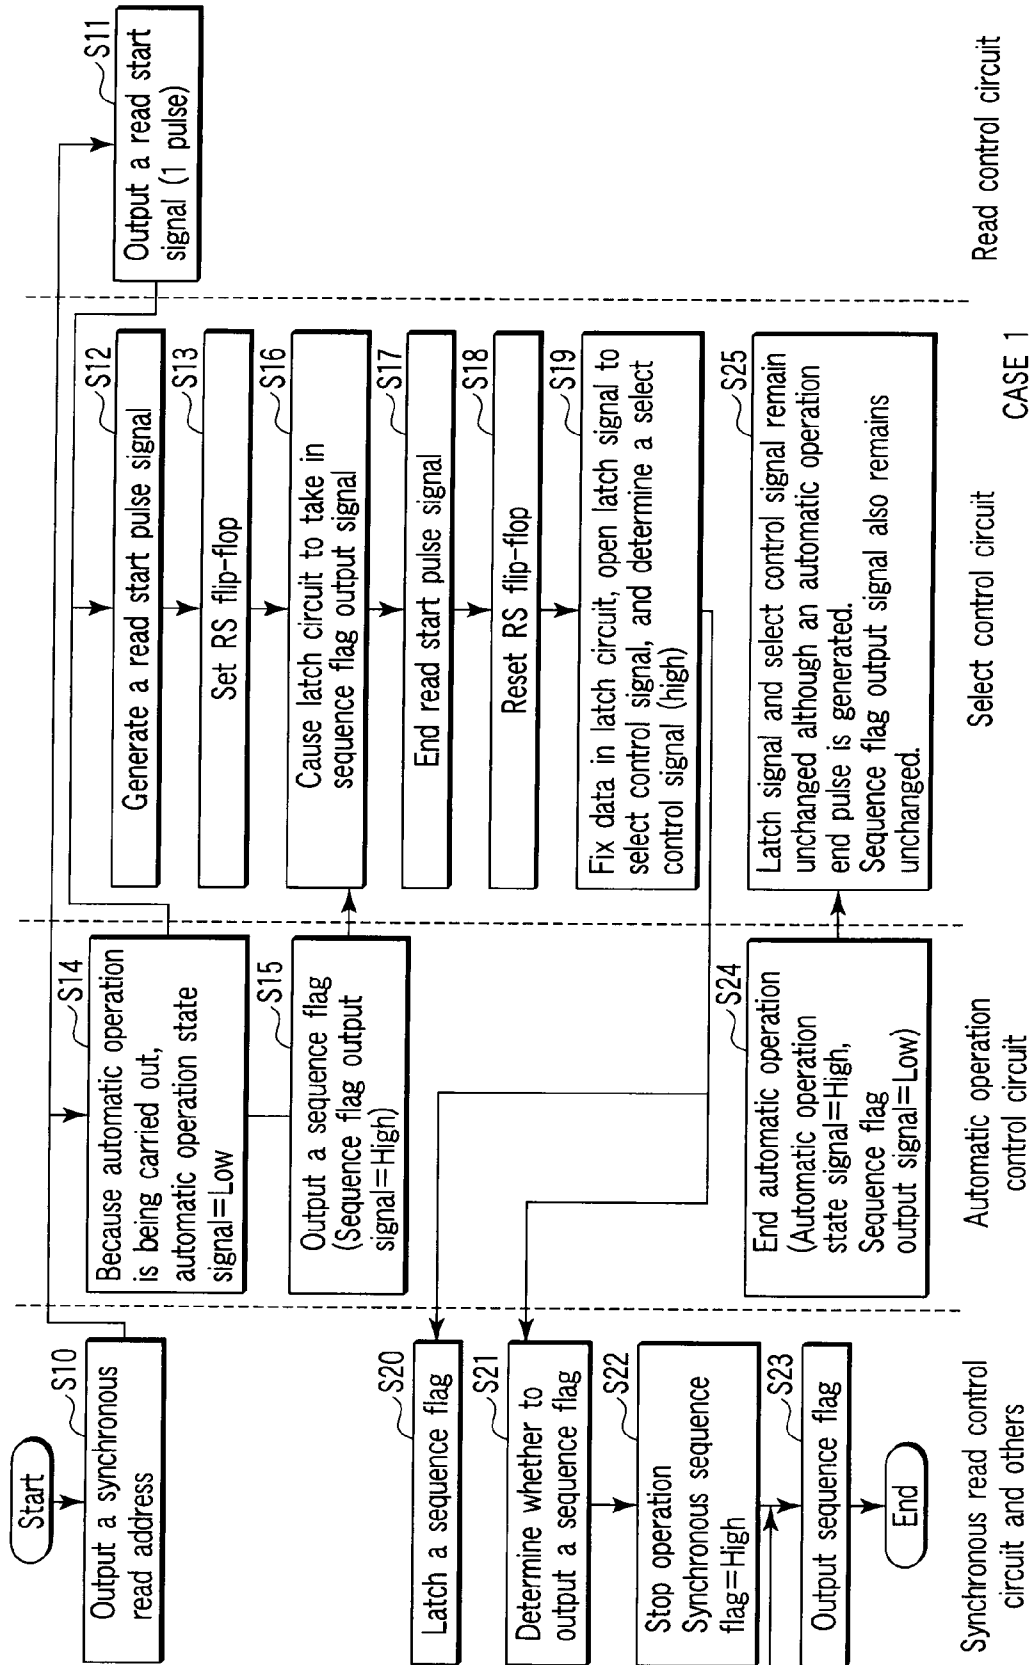 Start
S10
Output a synchronous
read address
S20
Latch a sequence flag
S21
Determine whether to
output a sequence flag
S22
Stop operation
Synchronous sequence
flag=High
S23
Output sequence flag
End
Synchronous read control
circuit and others
S14
Because automatic operation
is being carried out,
automatic operation state
signal=Low
S15
Output a sequence flag
(Sequence flag output
signal=High)
S24
End automatic operation
(Automatic operation
state signal=High,
Sequence flag
output signal=Low)
Automatic operation
control circuit
S12
Generate a read start pulse signal
S13
Set RS flip-flop
S16
Cause latch circuit to take in
sequence flag output signal
S17
End read start pulse signal
S18
Reset RS flip-flop
S19
Fix data in latch circuit, open latch signal to
select control signal, and determine a select
control signal (high)
S25
Latch signal and select control signal remain
unchanged although an automatic operation
end pulse is generated.
Sequence flag output signal also remains
unchanged.
Select control circuit
CASE 1
S11
Output a read start
signal (1 pulse)
Read control circuit